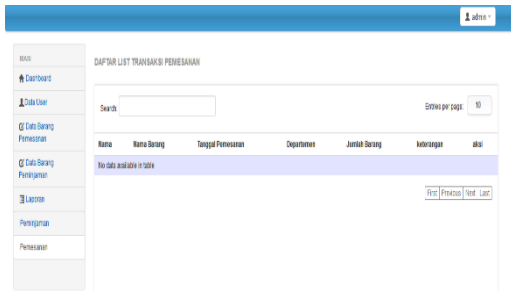 admin
MAIN
Dashboard
Data User
Data Barang
Pemesanan
Data Barang
Peminjaman
Laporan
Peminjaman
Pemesanan
DAFTAR LIST TRANSAKSI PEMESANAN
Search:
Entries per page: 10
Nama Nama Barang Tanggal Pemesanan Departemen Jumlah Barang keterangan aksi
No data available in table
First Previous Next Last